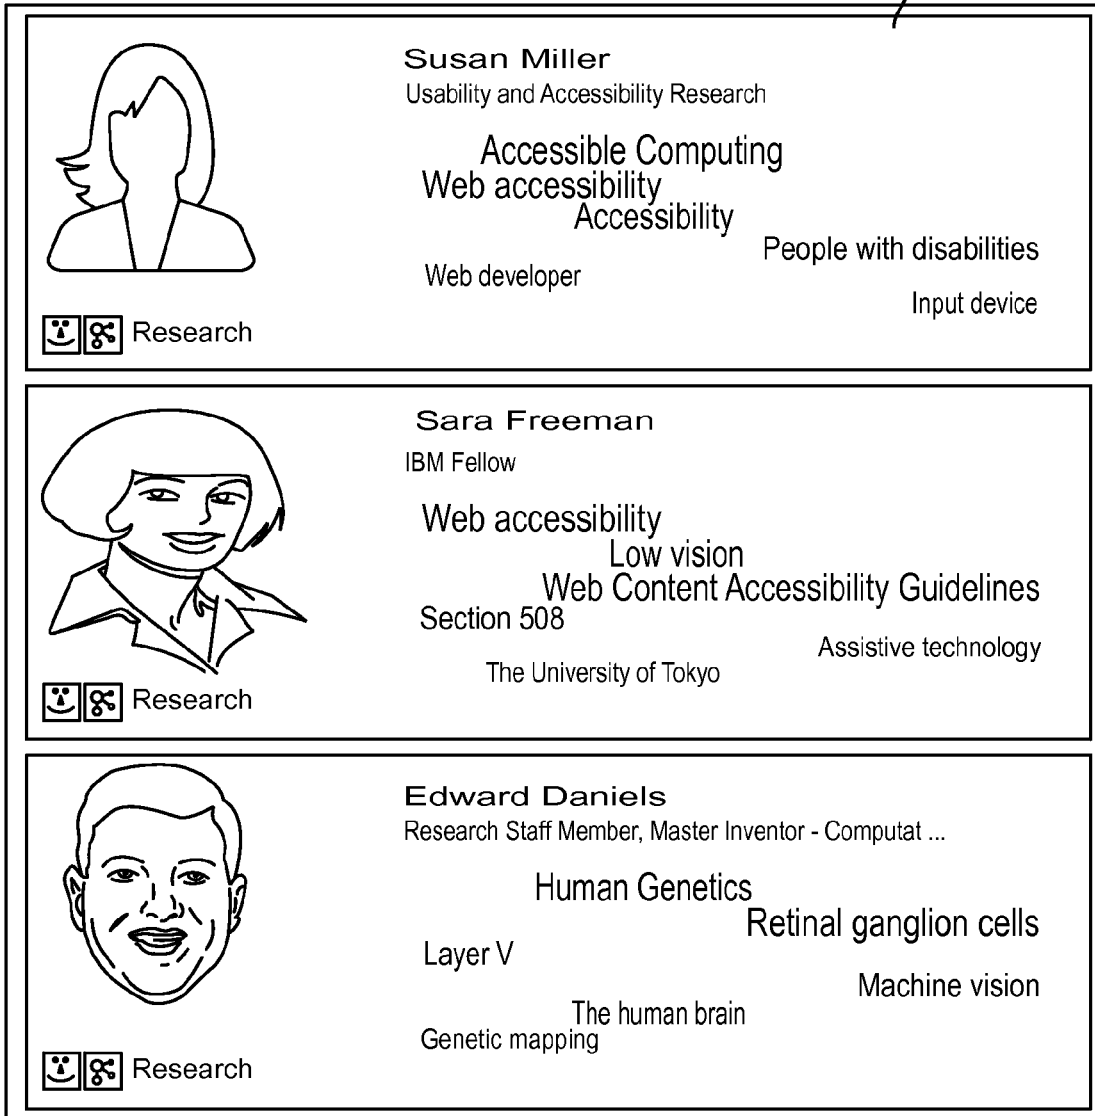 Susan Miller
Usability and Accessibility Research
Accessible Computing
Web accessibility
Accessibility
People with disabilities
Web developer
Input device
Research
Sara Freeman
IBM Fellow
Web accessibility
Low vision
Web Content Accessibility Guidelines
Section 508
Assistive technology
The University of Tokyo
Research
Edward Daniels
Research Staff Member, Master Inventor - Computat ...
Human Genetics
Retinal ganglion cells
Layer V
Machine vision
The human brain
Genetic mapping
Research